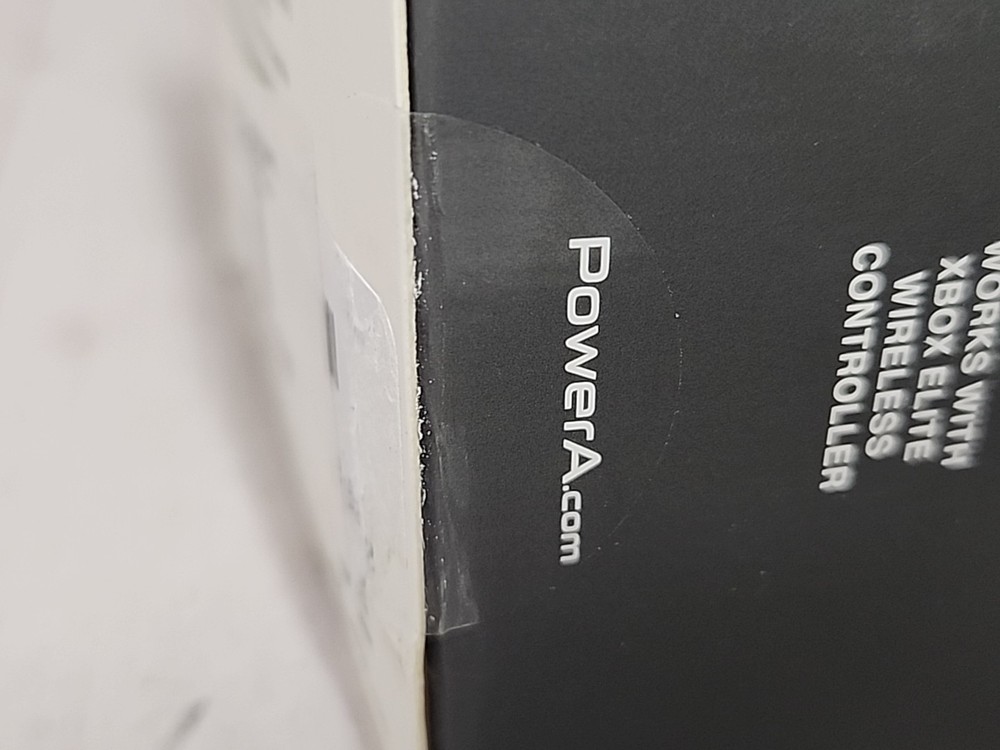 WORKS WITH
XBOX ELITE
WIRELESS
CONTROLLER
PowerA.com